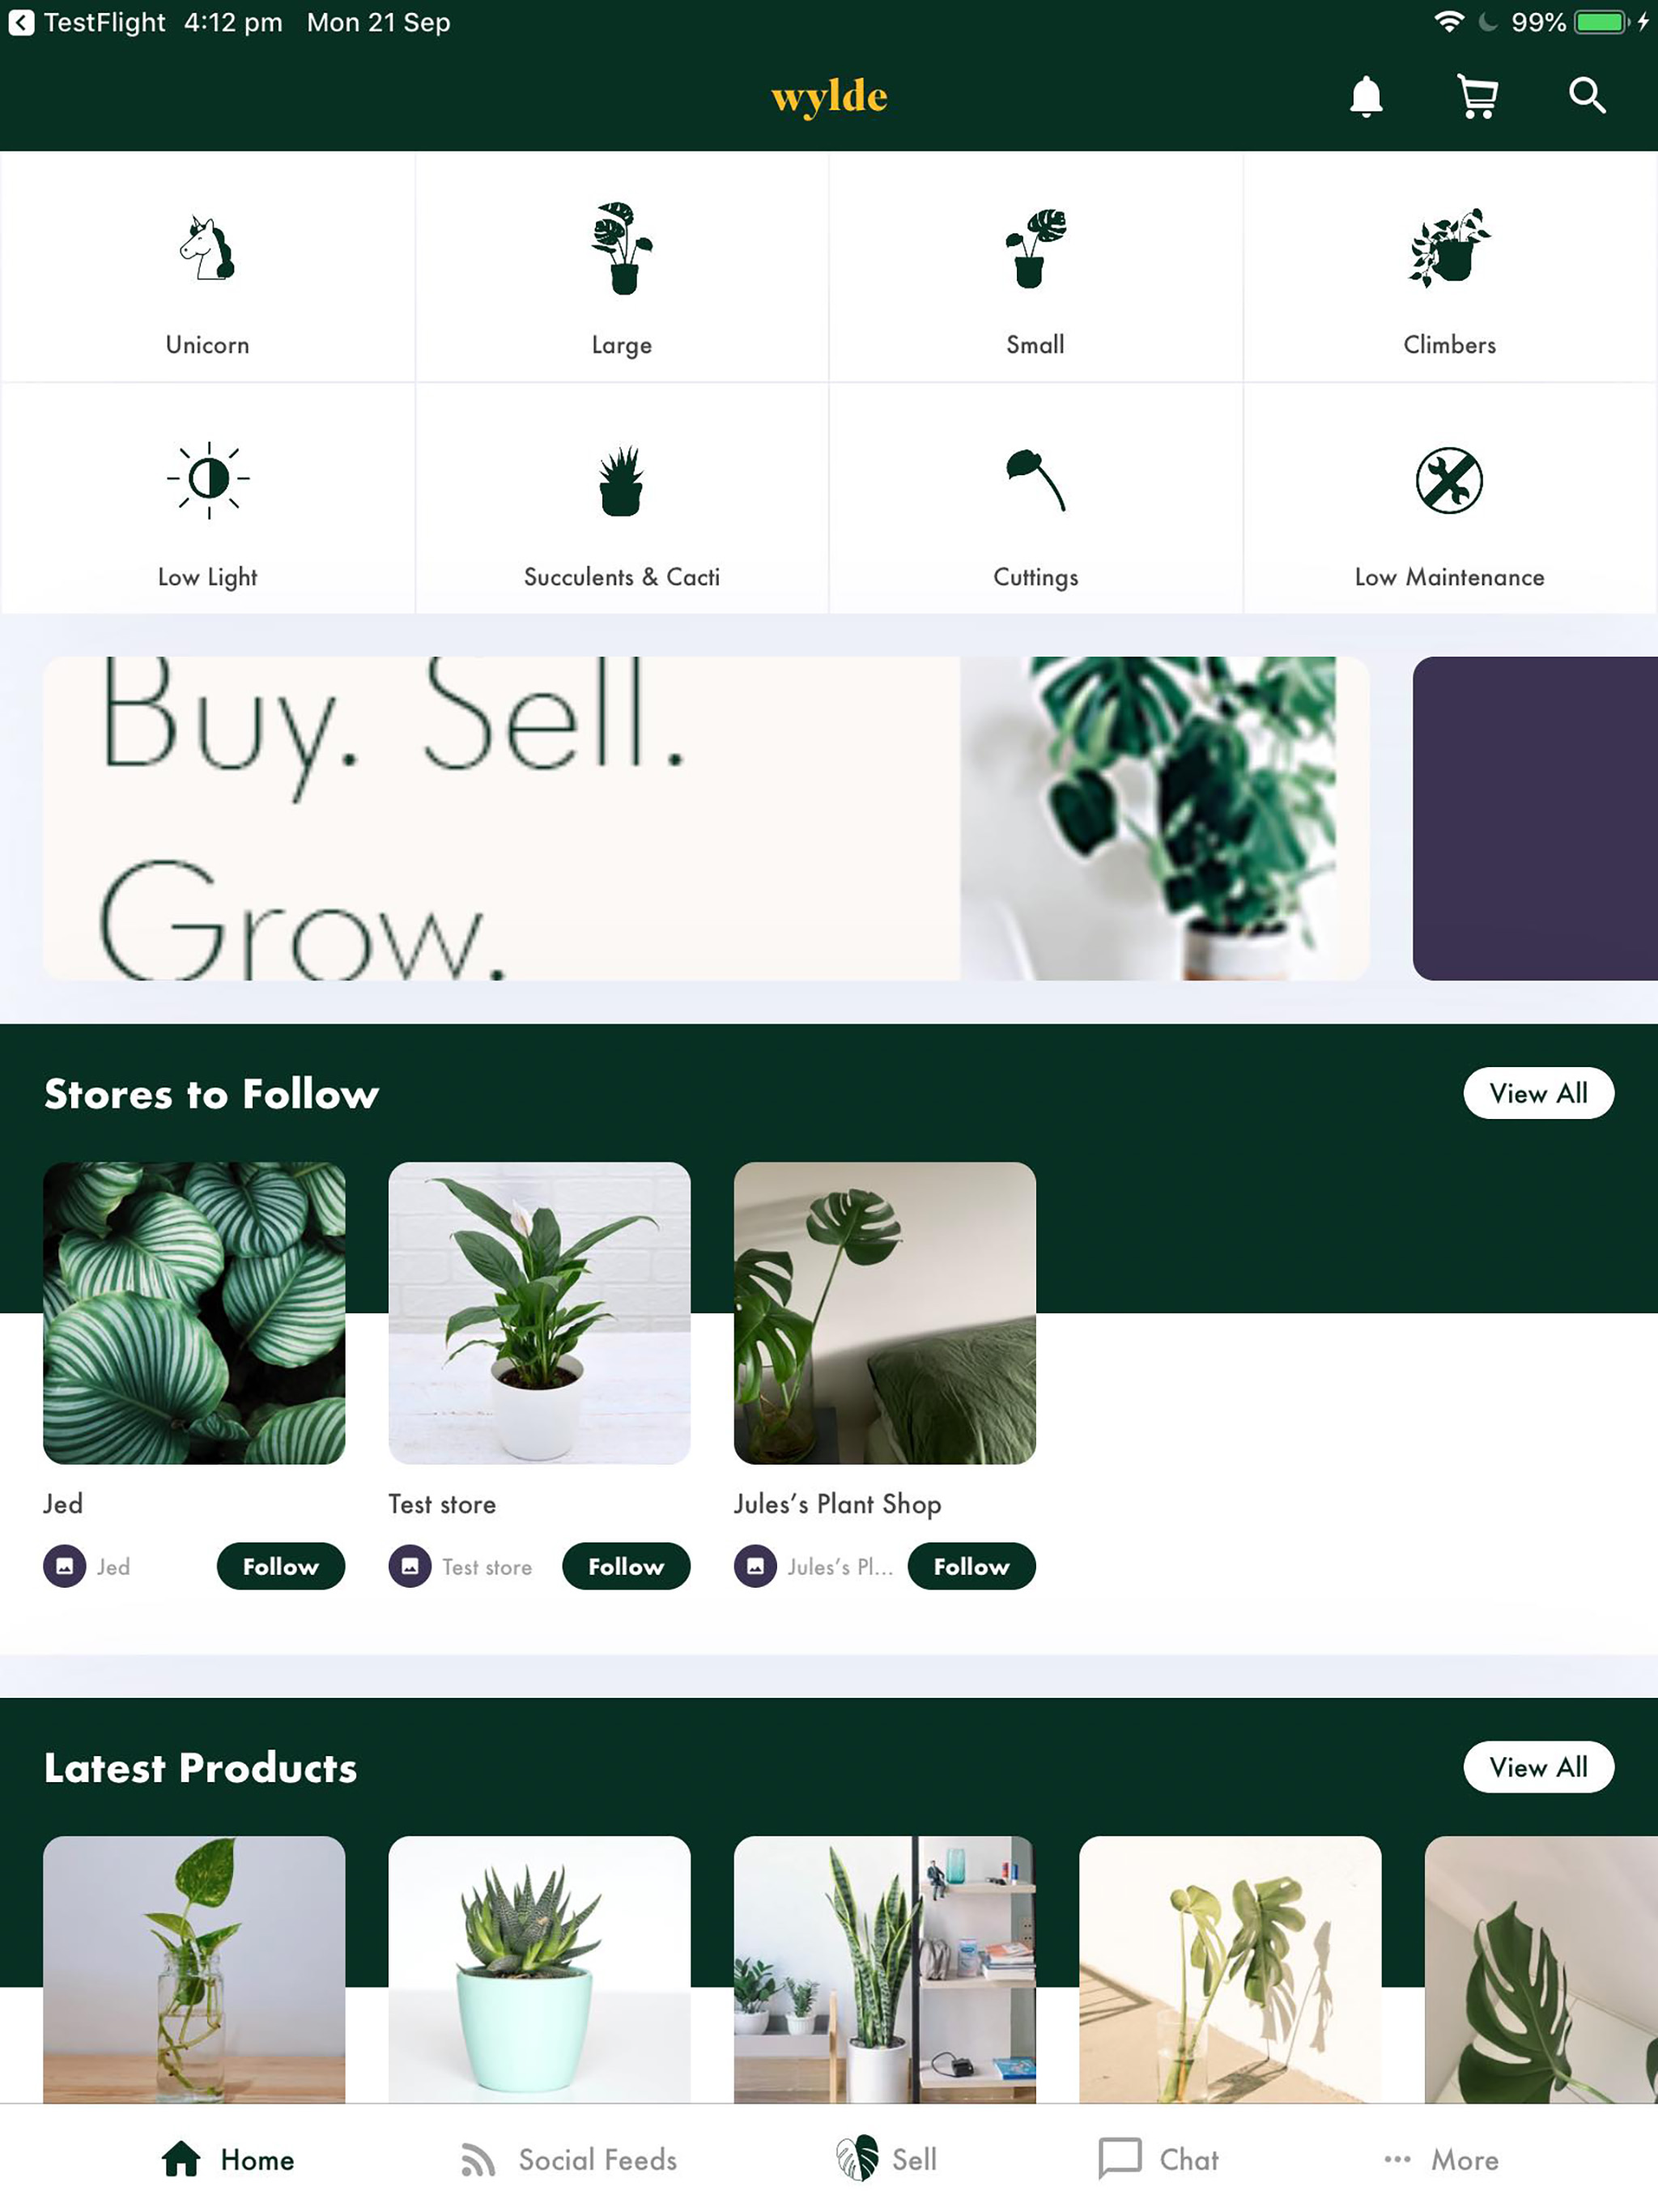 TestFlight 4:12 pm Mon 21 Sep 99%
wylde
Unicorn Large Small Climbers
Low Light Succulents & Cacti Cuttings Low Maintenance
Buy. Sell.
Grow.
Stores to Follow View All
Jed Test store Jules’s Plant Shop
Jed Follow Test store Follow Jules’s Pl... Follow
Latest Products View All
Home Social Feeds Sell Chat More